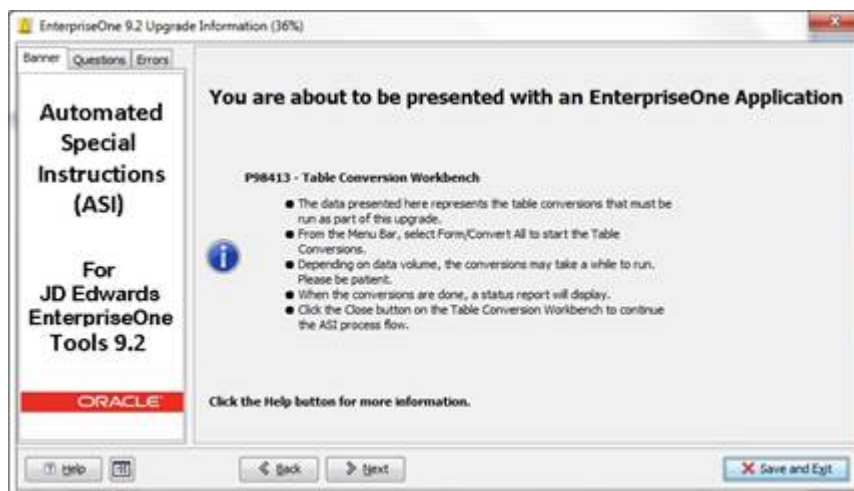 EnterpriseOne 9.2 Upgrade Information (36%)
Banner Questions Errors
Automated
Special
Instructions
(ASI)
For
JD Edwards
EnterpriseOne
Tools 9.2
ORACLE
You are about to be presented with an EnterpriseOne Application
P98413 - Table Conversion Workbench
● The data presented here represents the table conversions that must be
run as part of this upgrade.
● From the Menu Bar, select Form/Convert All to start the Table
Conversions.
● Depending on data volume, the conversions may take a while to run.
Please be patient.
● When the conversions are done, a status report will display.
● Click the Close button on the Table Conversion Workbench to continue
the ASI process flow.
Click the Help button for more information.
Help Back Next Save and Exit